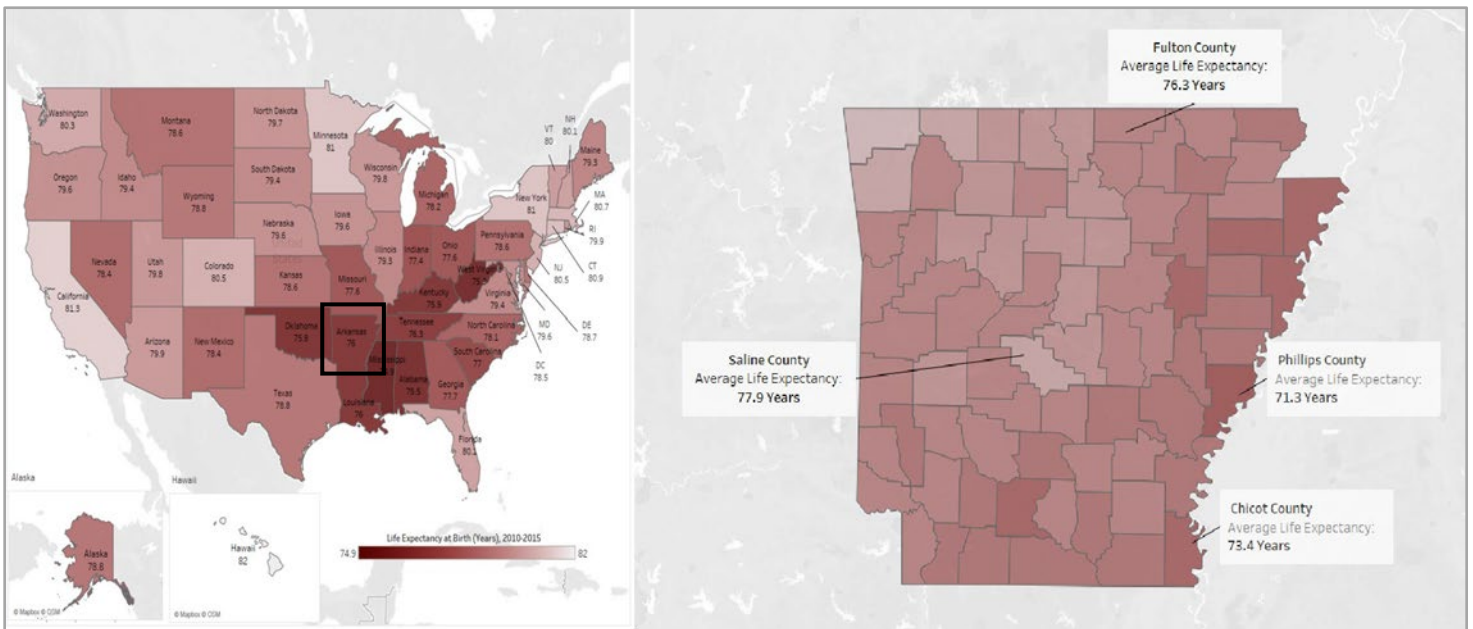 Washington
80.3
Montana
78.6
North Dakota
79.7
Minnesota
81
VT
80
NH
80.1
Maine
79.3
Oregon
79.6
Idaho
79.4
Wyoming
78.8
South Dakota
79.4
Wisconsin
79.8
Michigan
78.2
New York
81
MA
80.7
RI
79.9
CT
80.9
NJ
80.5
Nebraska
79.6
United
States
Iowa
79.6
Illinois
79.3
Indiana
77.4
Ohio
77.6
Pennsylvania
78.6
Nevada
78.4
Utah
79.8
Colorado
80.5
Kansas
78.6
Missouri
77.6
Kentucky
West Virginia
Virginia
79.4
DE
78.7
MD
79.6
DC
78.5
California
81.3
Arizona
79.9
New Mexico
78.4
Oklahoma
75.8
Arkansas
76
Tennessee
76.3
North Carolina
78.1
South Carolina
77
Mississippi
Alabama
75.5
Georgia
77.7
Texas
78.8
Louisiana
76
Florida
80.1
Alaska
Hawaii
Alaska
78.8
Hawaii
82
© Mapbox © OSM
© Mapbox © OSM
Life Expectancy at Birth (Years), 2010-2015
74.9
82
Fulton County
Average Life Expectancy:
76.3 Years
Saline County
Average Life Expectancy:
77.9 Years
Phillips County
Average Life Expectancy:
71.3 Years
Chicot County
Average Life Expectancy:
73.4 Years